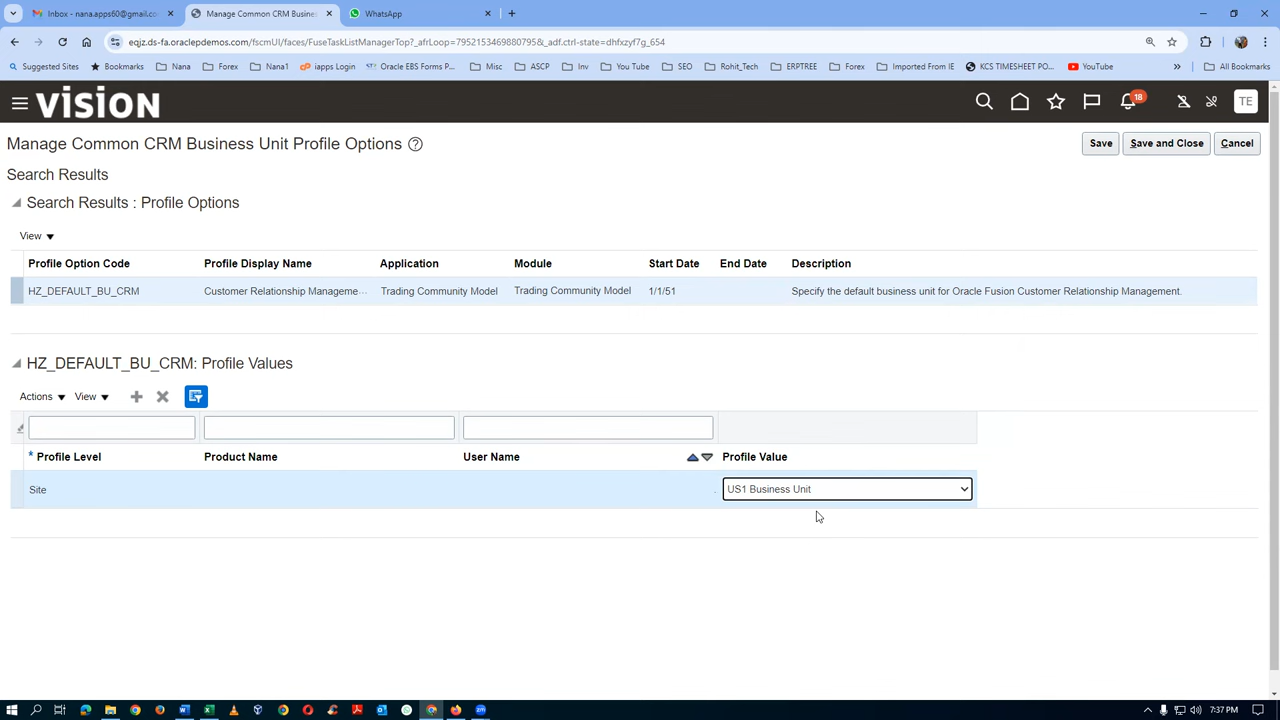 Inbox - nana.apps60@gmail.co
Manage Common CRM Busines
WhatsApp
eqjz.ds-fa.oraclepdemos.com/fscmUI/faces/FuseTaskListManagerTop?_afrLoop=79521534698807 95&_adf.ctrl-state=dhfxzyf7g_654
Suggested Sites
Bookmarks
Nana
Forex
Nana1
iapps Login
Oracle EBS Forms P...
Misc
ASCP
Inv
You Tube
SEO
Rohit_Tech
ERPTREE
Forex
Imported From IE
KCS TIMESHEET PO...
YouTube
All Bookmarks
VISION
18
TE
Manage Common CRM Business Unit Profile Options
Save
Save and Close
Cancel
Search Results
Search Results : Profile Options
View
Profile Option Code
Profile Display Name
Application
Module
Start Date
End Date
Description
HZ_DEFAULT_BU_CRM
Customer Relationship Manageme...
Trading Community Model
Trading Community Model
1/1/51
Specify the default business unit for Oracle Fusion Customer Relationship Management.
HZ_DEFAULT_BU_CRM: Profile Values
Actions
View
* Profile Level
Product Name
User Name
Profile Value
Site
US1 Business Unit
7:37 PM